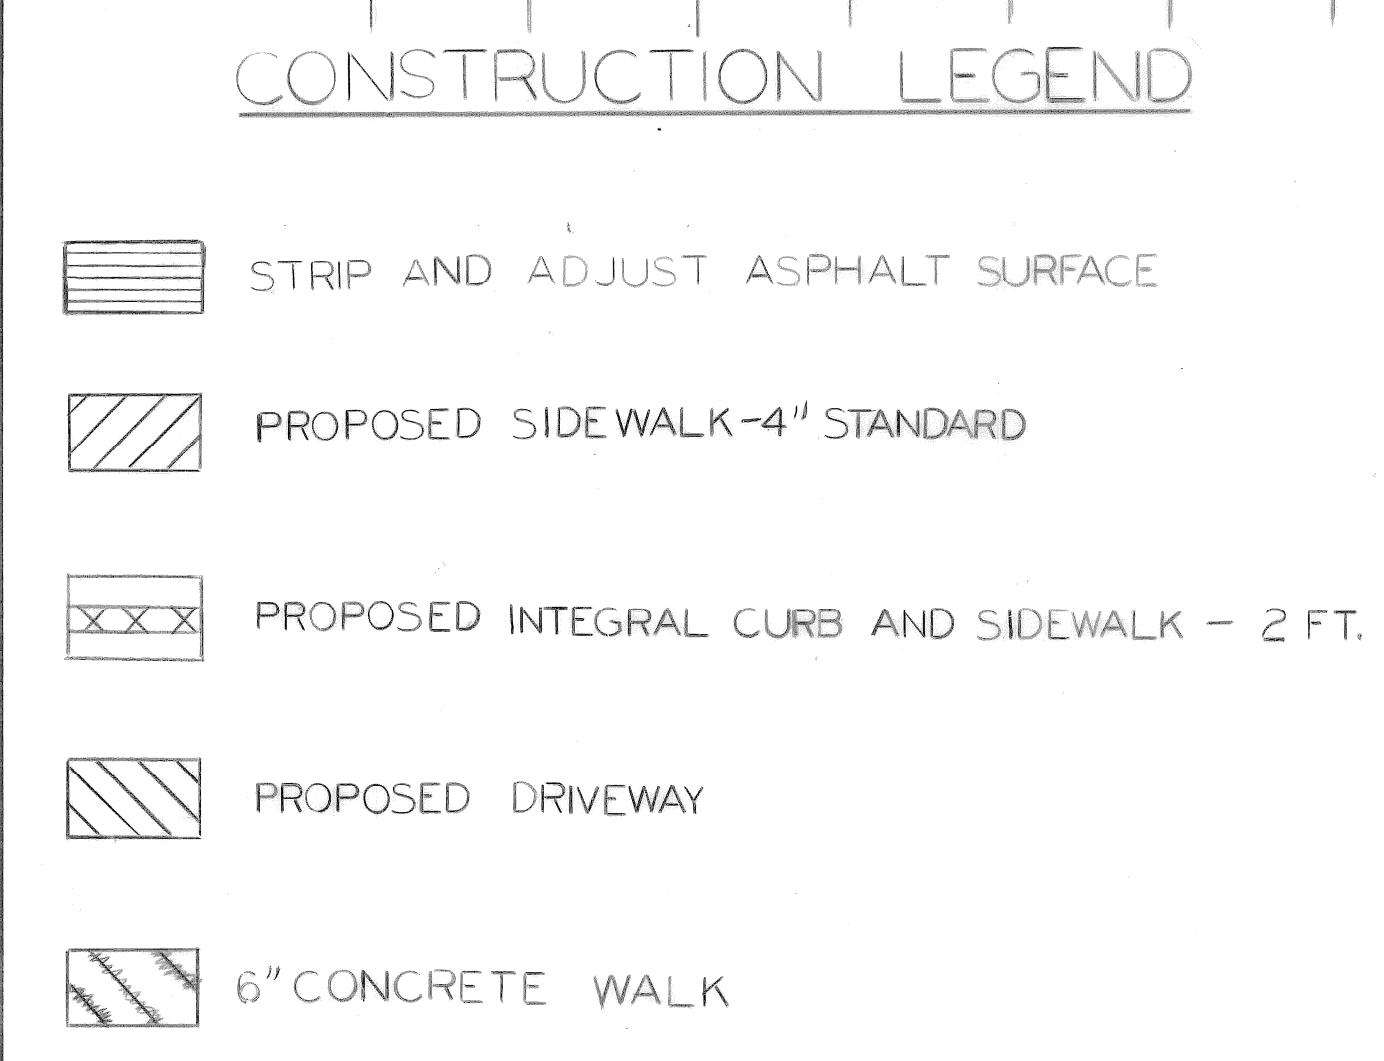 CONSTRUCTION LEGEND
STRIP AND ADJUST ASPHALT SURFACE
PROPOSED SIDEWALK-4" STANDARD
PROPOSED INTEGRAL CURB AND SIDEWALK - 2 FT.
PROPOSED DRIVEWAY
6" CONCRETE WALK